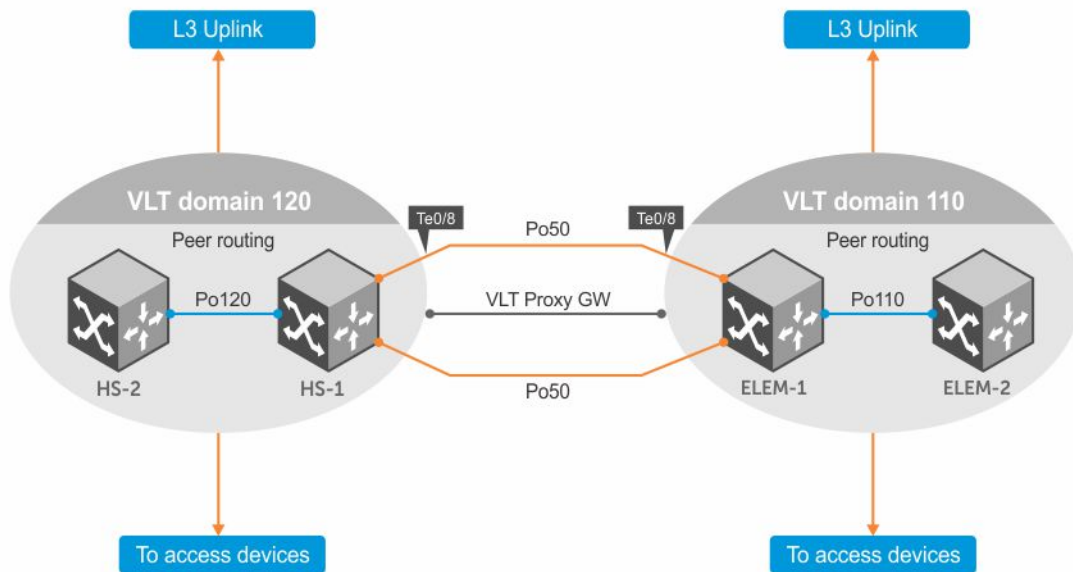 L3 Uplink
L3 Uplink
VLT domain 120
VLT domain 110
Te0/8
Te0/8
Peer routing
Po50
Peer routing
Po120
VLT Proxy GW
Po110
HS-2
HS-1
Po50
ELEM-1
ELEM-2
To access devices
To access devices